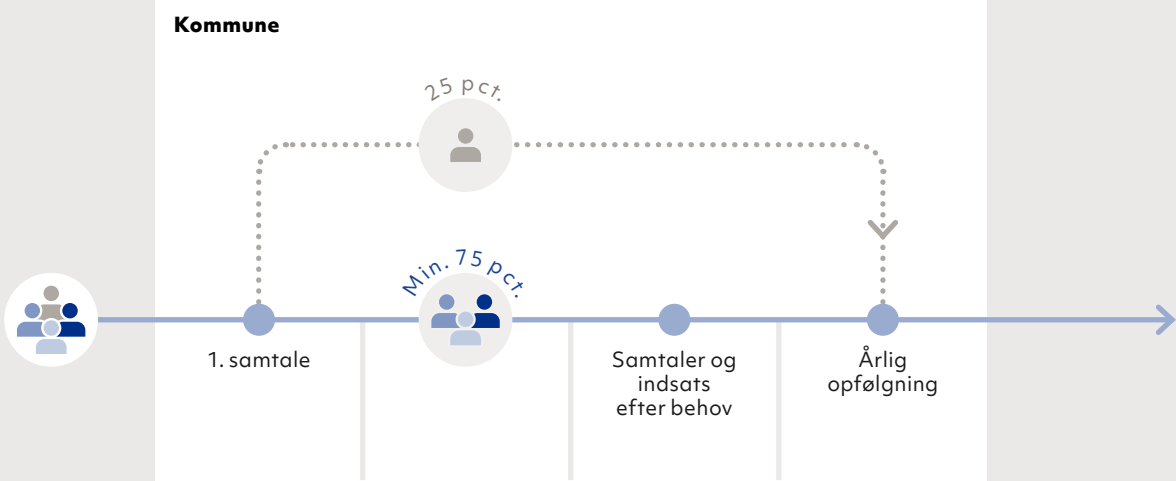 Kommune
25 pct.
Min. 75 pct.
1. samtale
Samtaler og
indsats
efter behov
Årlig
opfølgning